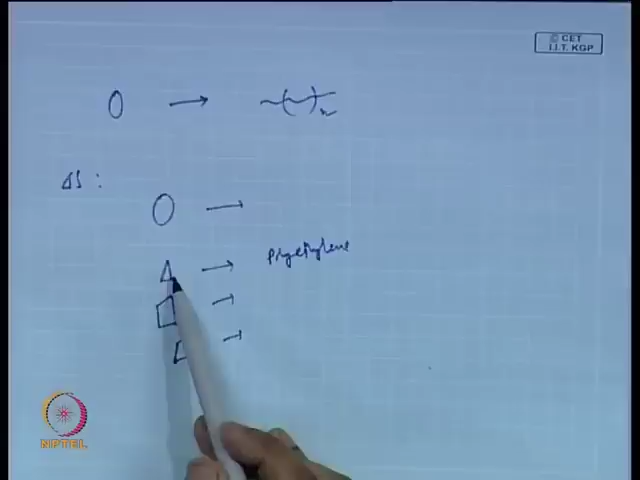 © CET
I.I.T. KGP
O → ~(~)n
ΔS :
O →
Δ → Polyethylene
→
→
NPTEL